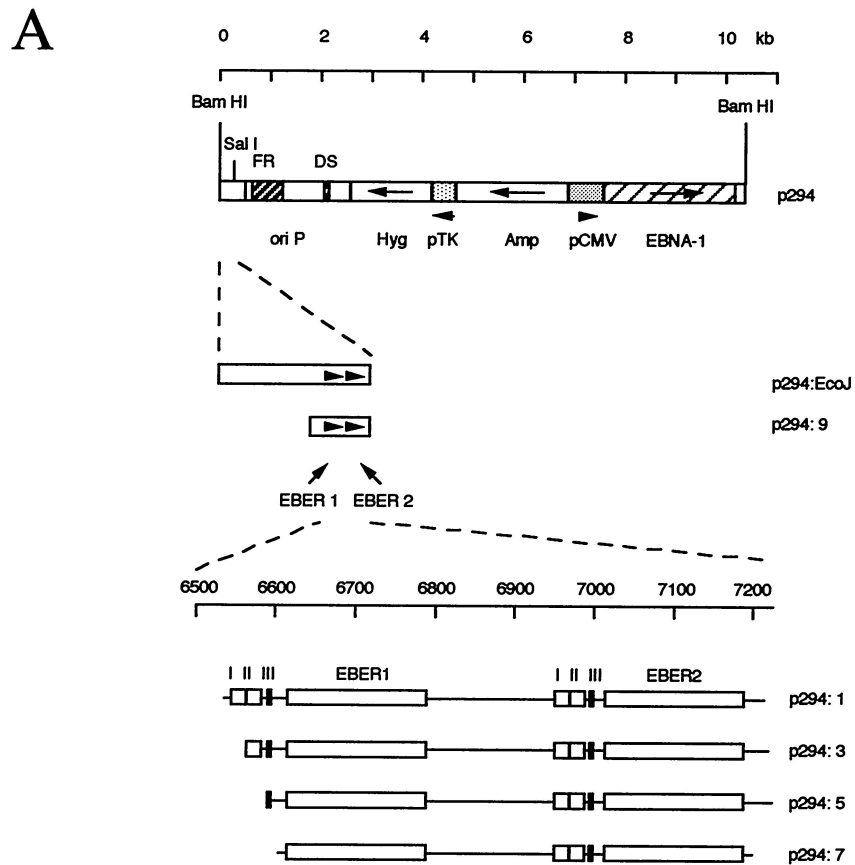 A
0 2 4 6 8 10 kb
Bam HI Bam HI
Sal I
FR DS
p294
ori P Hyg pTK Amp pCMV EBNA-1
p294:EcoJ
p294: 9
EBER 1 EBER 2
6500 6600 6700 6800 6900 7000 7100 7200
I II III EBER1 I II III EBER2
p294: 1
p294: 3
p294: 5
p294: 7